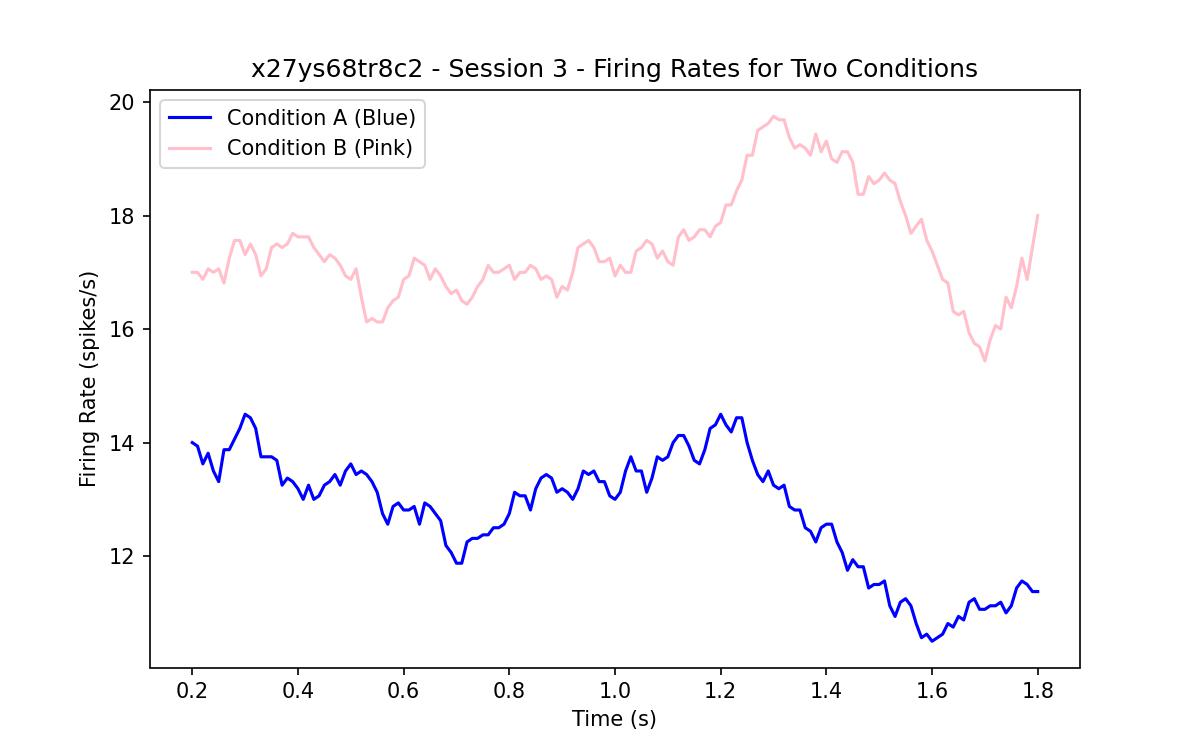 x27ys68tr8c2 - Session 3 - Firing Rates for Two Conditions
Condition A (Blue)
Condition B (Pink)
Firing Rate (spikes/s)
20
18
16
14
12
0.2 0.4 0.6 0.8 1.0 1.2 1.4 1.6 1.8
Time (s)